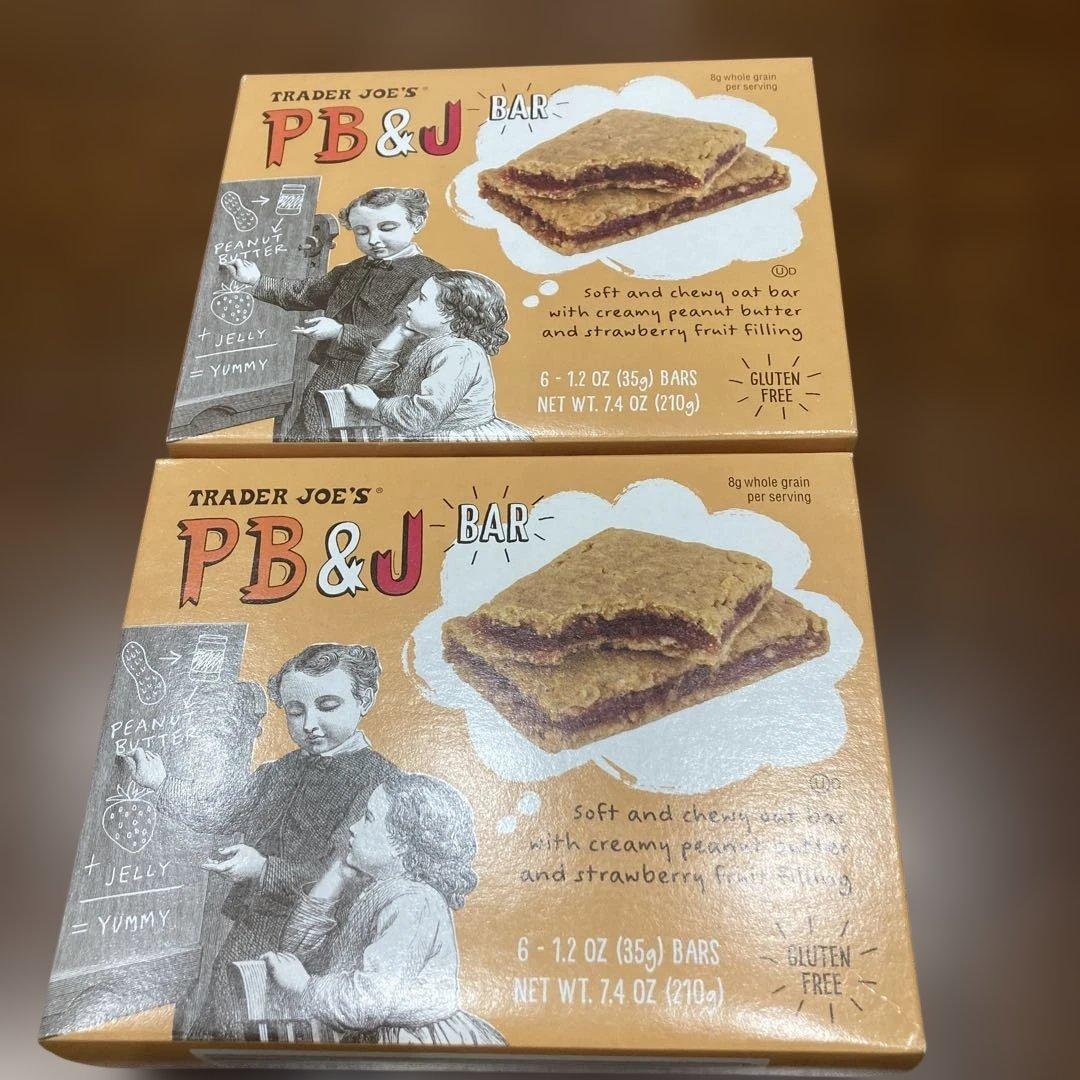 TRADER JOE'S®
PB&J BAR
8g whole grain
per serving
PEANUT
BUTTER
+ JELLY
= YUMMY
UD
Soft and chewy oat bar
with creamy peanut butter
and strawberry fruit filling
6 - 1.2 OZ (35g) BARS
NET WT. 7.4 OZ (210g)
GLUTEN
FREE
TRADER JOE'S®
PB&J BAR
8g whole grain
per serving
PEANUT
BUTTER
+ JELLY
= YUMMY
UD
Soft and chewy oat bar
with creamy peanut butter
and strawberry fruit filling
6 - 1.2 OZ (35g) BARS
NET WT. 7.4 OZ (210g)
GLUTEN
FREE